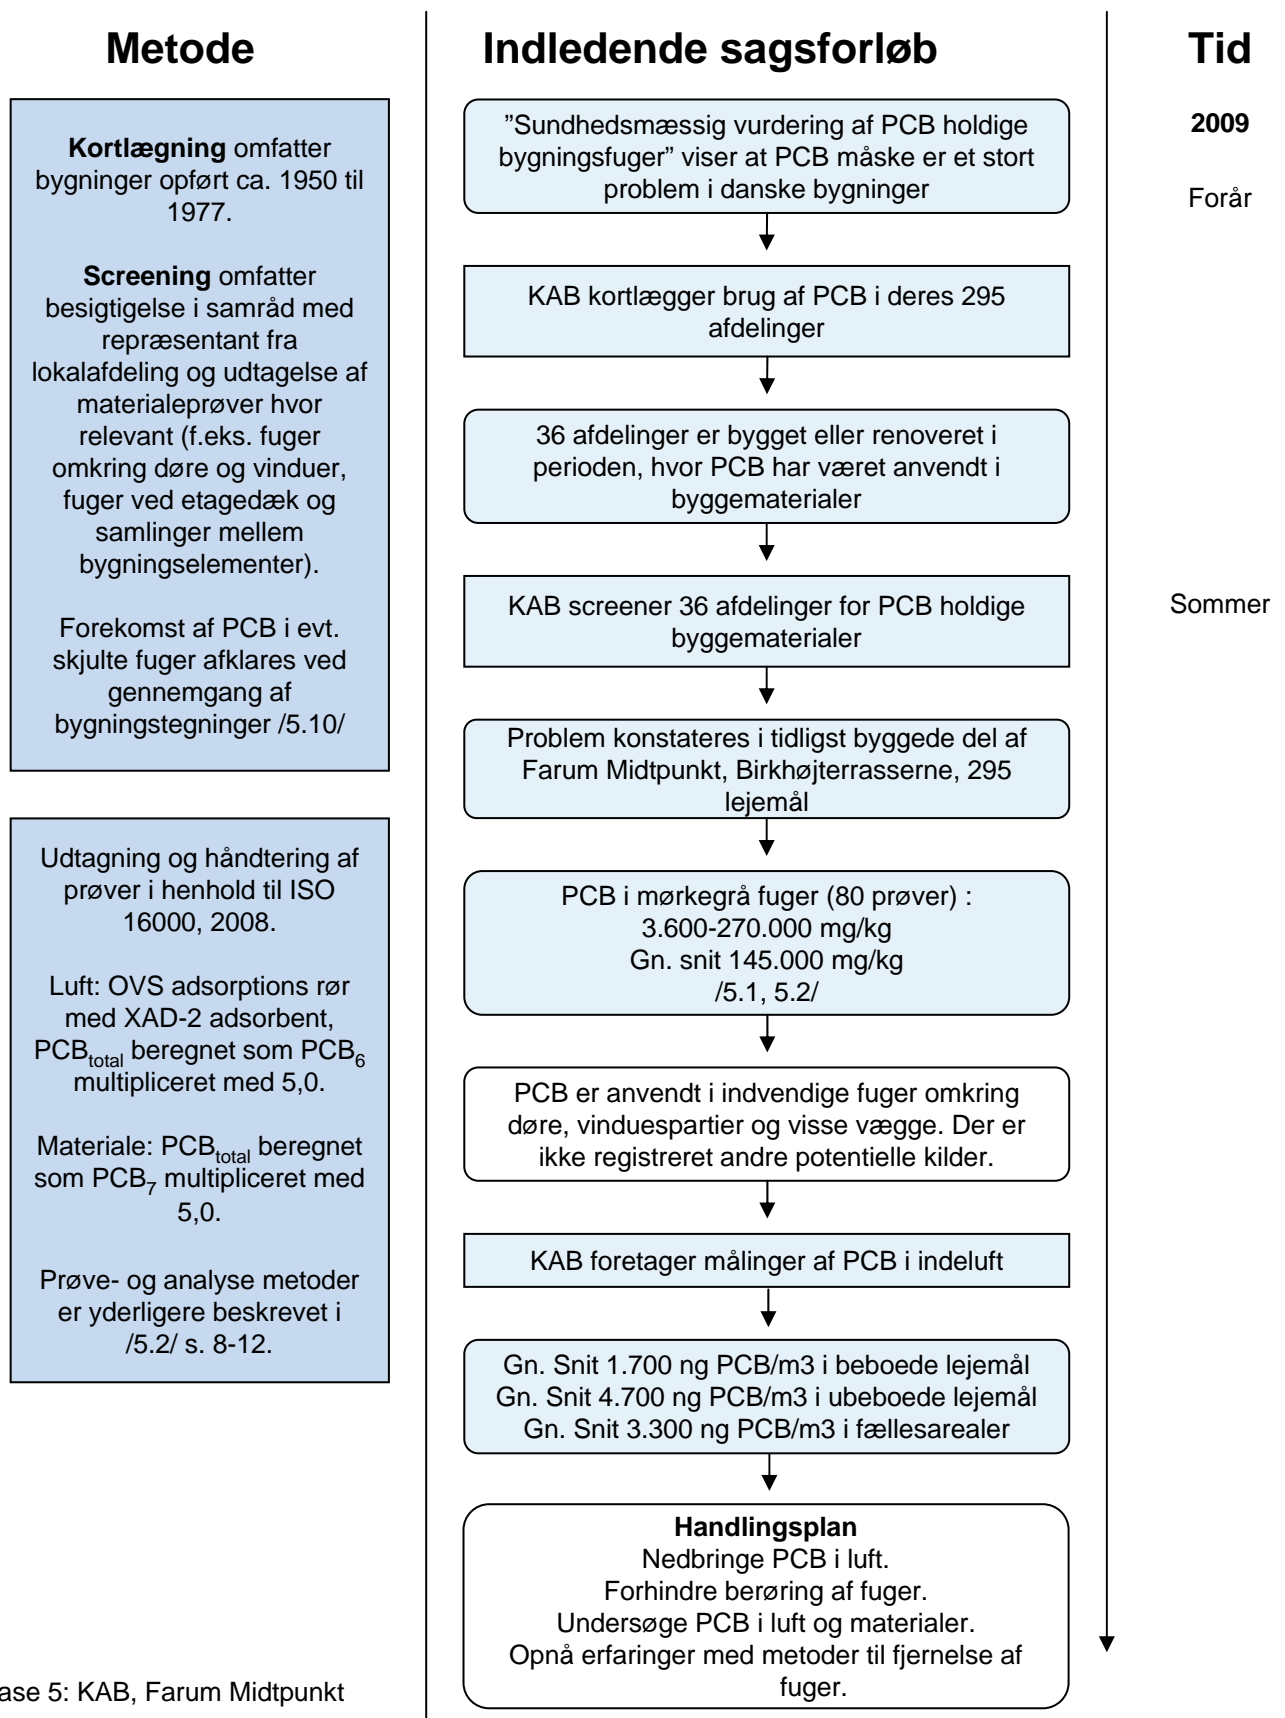 Metode
Kortlægning omfatter
bygninger opført ca. 1950 til
1977.
Screening omfatter
besigtigelse i samråd med
repræsentant fra
lokalafdeling og udtagelse af
materialeprøver hvor
relevant (f.eks. fuger
omkring døre og vinduer,
fuger ved etagedæk og
samlinger mellem
bygningselementer).
Forekomst af PCB i evt.
skjulte fuger afklares ved
gennemgang af
bygningstegninger /5.10/
Udtagning og håndtering af
prøver i henhold til ISO
16000, 2008.
Luft: OVS adsorptions rør
med XAD-2 adsorbent,
PCBtotal beregnet som PCB6
multipliceret med 5,0.
Materiale: PCBtotal beregnet
som PCB7 multipliceret med
5,0.
Prøve- og analyse metoder
er yderligere beskrevet i
/5.2/ s. 8-12.
Indledende sagsforløb
”Sundhedsmæssig vurdering af PCB holdige
bygningsfuger” viser at PCB måske er et stort
problem i danske bygninger
KAB kortlægger brug af PCB i deres 295
afdelinger
36 afdelinger er bygget eller renoveret i
perioden, hvor PCB har været anvendt i
byggematerialer
KAB screener 36 afdelinger for PCB holdige
byggematerialer
Problem konstateres i tidligst byggede del af
Farum Midtpunkt, Birkhøjterrasserne, 295
lejemål
PCB i mørkegrå fuger (80 prøver) :
3.600-270.000 mg/kg
Gn. snit 145.000 mg/kg
/5.1, 5.2/
PCB er anvendt i indvendige fuger omkring
døre, vinduespartier og visse vægge. Der er
ikke registreret andre potentielle kilder.
KAB foretager målinger af PCB i indeluft
Gn. Snit 1.700 ng PCB/m3 i beboede lejemål
Gn. Snit 4.700 ng PCB/m3 i ubeboede lejemål
Gn. Snit 3.300 ng PCB/m3 i fællesarealer
Handlingsplan
Nedbringe PCB i luft.
Forhindre berøring af fuger.
Undersøge PCB i luft og materialer.
Opnå erfaringer med metoder til fjernelse af
fuger.
Tid
2009
Forår
Sommer
ase 5: KAB, Farum Midtpunkt